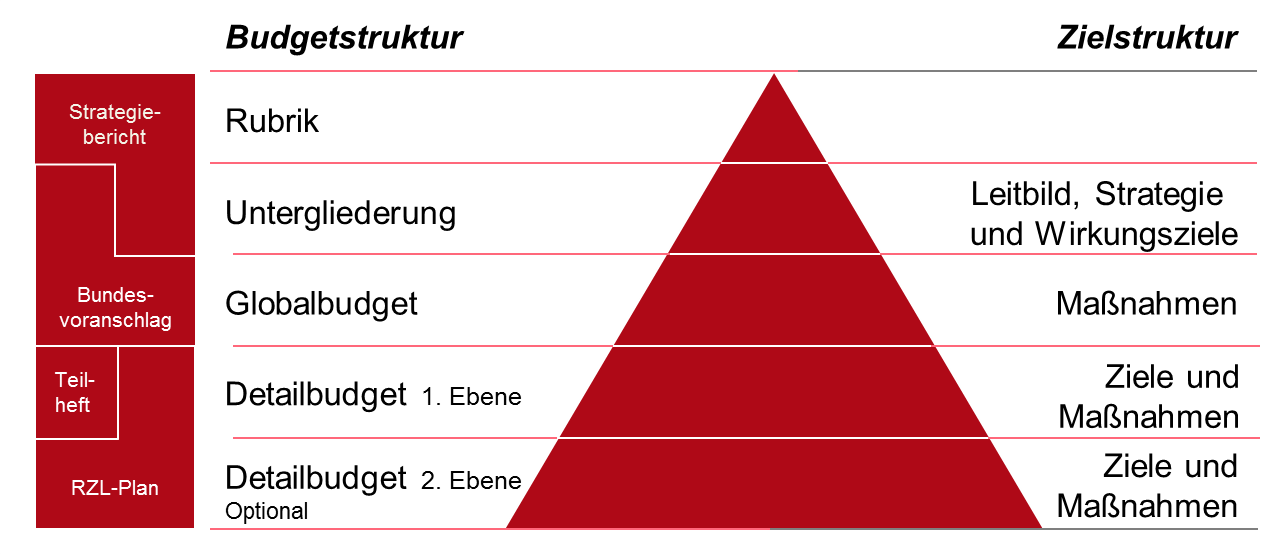 Budgetstruktur
Zielstruktur
Strategie-
bericht
Rubrik
Untergliederung
Leitbild, Strategie
und Wirkungsziele
Bundes-
voranschlag
Globalbudget
Maßnahmen
Teil-
heft
Detailbudget 1. Ebene
Ziele und
Maßnahmen
RZL-Plan
Detailbudget 2. Ebene
Optional
Ziele und
Maßnahmen